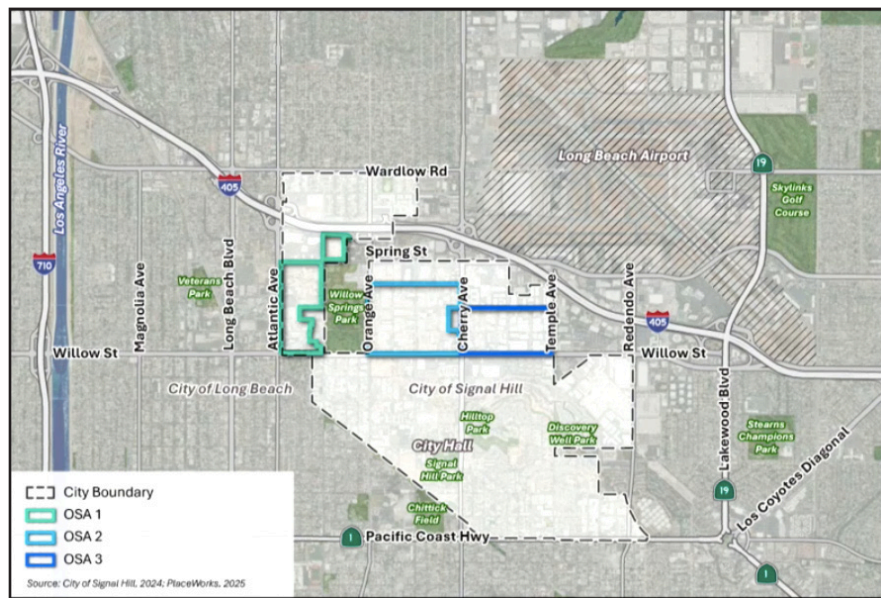 Wardlow Rd
405
Long Beach Airport
19
Skylinks
Golf
Course
Los Angeles River
710
Magnolia Ave
Veterans
Park
Long Beach Blvd
Atlantic Ave
Spring St
Willow
Springs
Park
Orange Ave
Cherry Ave
Temple Ave
Redondo Ave
405
Willow St
Willow St
City of Long Beach
City of Signal Hill
Lakewood Blvd
Hilltop
Park
City Hall
Discovery
Well Park
Stearns
Champions
Park
Signal
Hill Park
19
Los Coyotes Diagonal
Chittick
Field
1
Pacific Coast Hwy
1
City Boundary
OSA 1
OSA 2
OSA 3
Source: City of Signal Hill, 2024; PlaceWorks, 2025